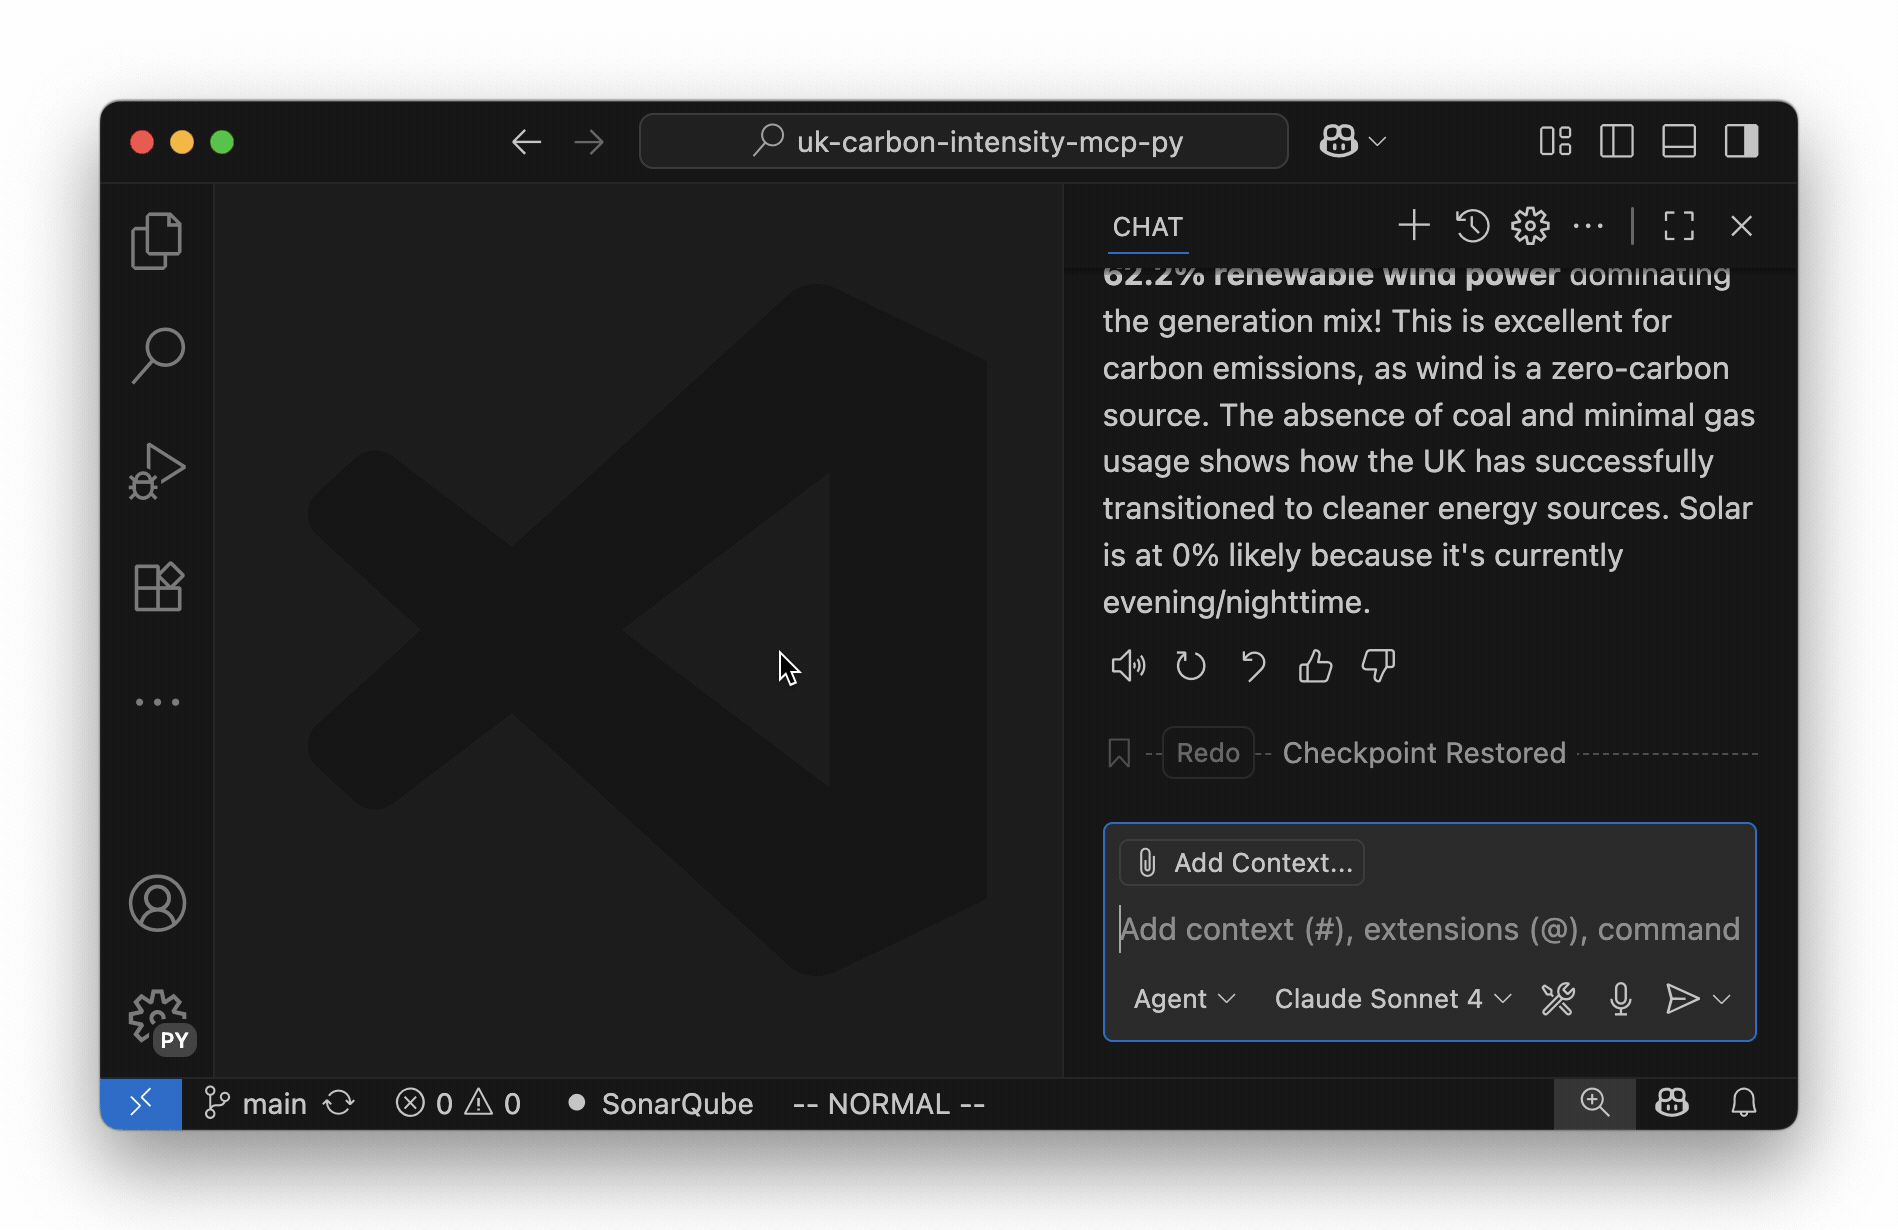 uk-carbon-intensity-mcp-py
CHAT
62.2% renewable wind power dominating
the generation mix! This is excellent for
carbon emissions, as wind is a zero-carbon
source. The absence of coal and minimal gas
usage shows how the UK has successfully
transitioned to cleaner energy sources. Solar
is at 0% likely because it's currently
evening/nighttime.
Redo Checkpoint Restored
Add Context...
Add context (#), extensions (@), command
Agent Claude Sonnet 4
PY
main 0 0 SonarQube -- NORMAL --